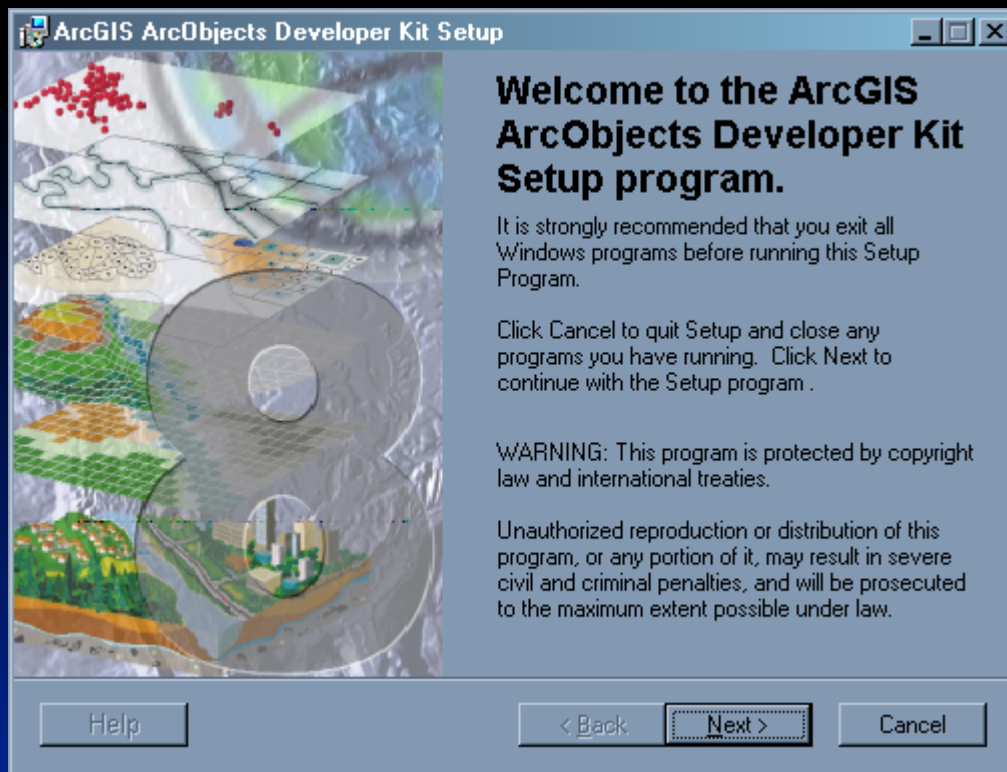 ArcGIS ArcObjects Developer Kit Setup
Welcome to the ArcGIS
ArcObjects Developer Kit
Setup program.
It is strongly recommended that you exit all
Windows programs before running this Setup
Program.
Click Cancel to quit Setup and close any
programs you have running.  Click Next to
continue with the Setup program .
WARNING: This program is protected by copyright
law and international treaties.
Unauthorized reproduction or distribution of this
program, or any portion of it, may result in severe
civil and criminal penalties, and will be prosecuted
to the maximum extent possible under law.
8
Help
< Back
Next >
Cancel